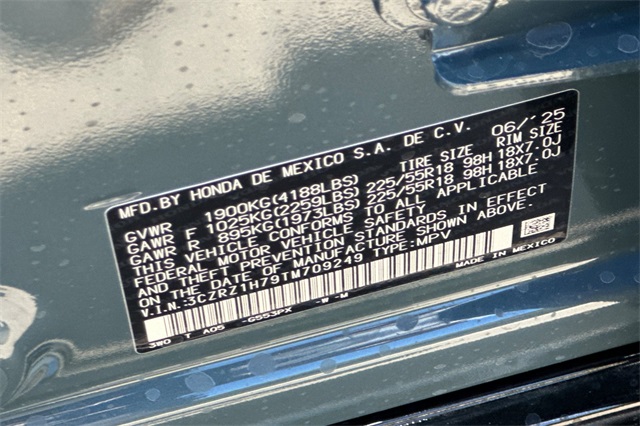 MFD.BY HONDA DE MEXICO S.A. DE C.V. 06/'25
GVWR 1900KG(4188LBS) TIRE SIZE RIM SIZE
GAWR F 1025KG(2259LBS) 225/55R18 98H 18X7.0J
GAWR R 895KG(1973LBS) 225/55R18 98H 18X7.0J
THIS VEHICLE CONFORMS TO ALL APPLICABLE
FEDERAL MOTOR VEHICLE SAFETY
AND THEFT PREVENTION STANDARDS IN EFFECT
ON THE DATE OF MANUFACTURE SHOWN ABOVE.
V.I.N.:3CZRZ1H79TM709249 TYPE:MPV
3W0 T A05 -G553PX -W-M MADE IN MEXICO